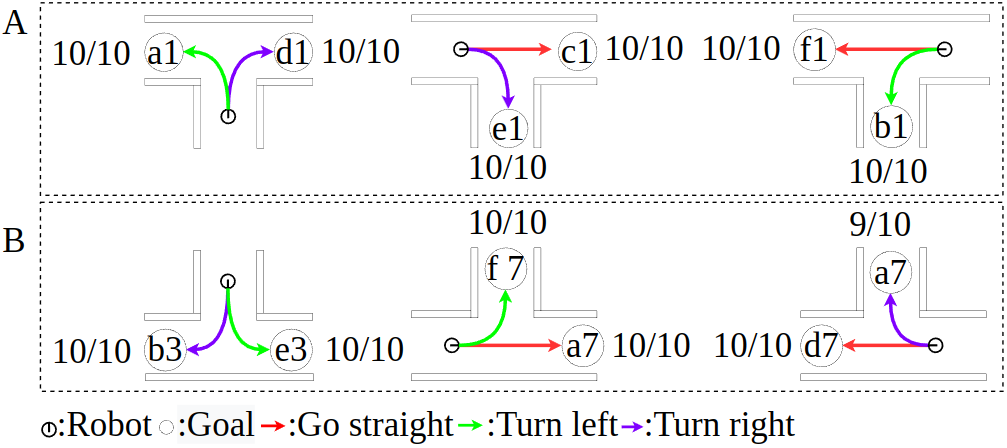 A
10/10 a1 d1 10/10
c1 10/10
e1
10/10
10/10 f1
b1
10/10
B
10/10 b3 e3 10/10
10/10
f 7
a7 10/10
9/10
a7
10/10 d7
:Robot :Goal :Go straight :Turn left :Turn right